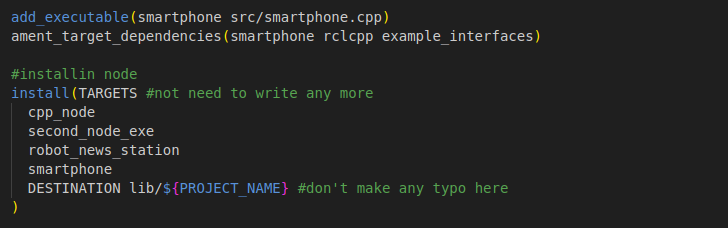 add_executable(smartphone src/smartphone.cpp)
ament_target_dependencies(smartphone rclcpp example_interfaces)
#installin node
install(TARGETS #not need to write any more
cpp_node
second_node_exe
robot_news_station
smartphone
DESTINATION lib/${PROJECT_NAME} #don't make any typo here
)